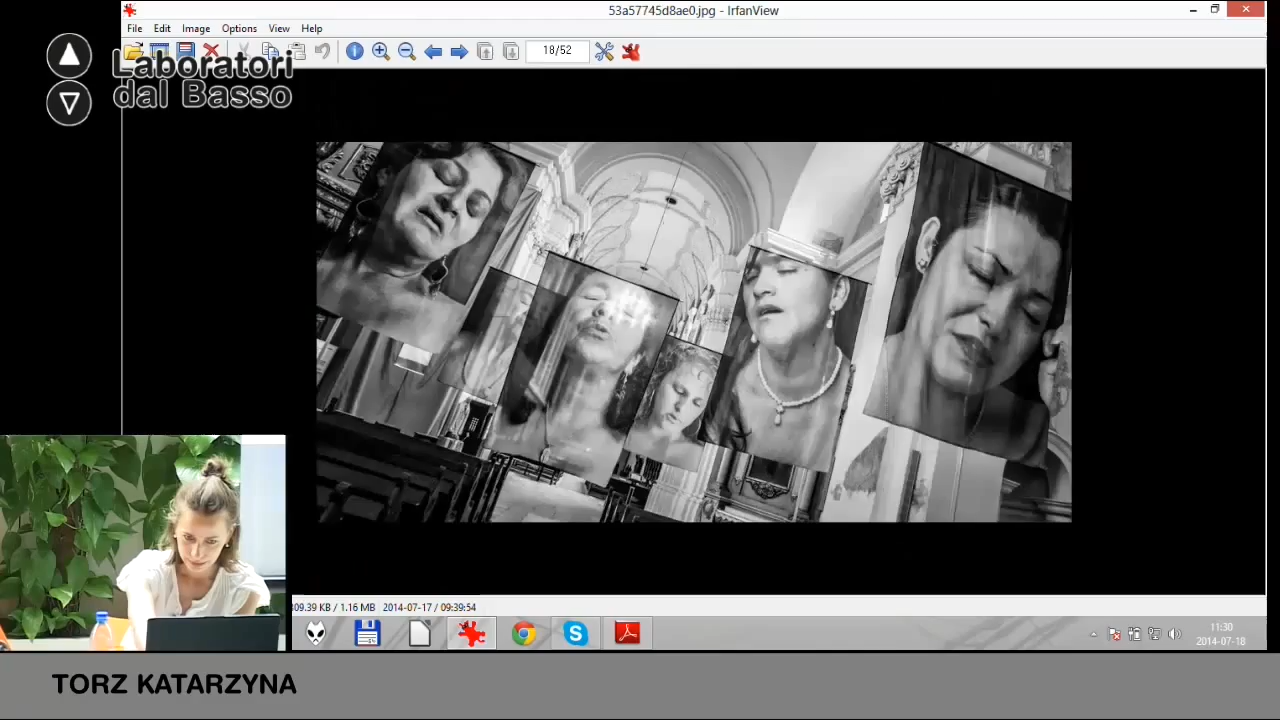 53a57745d8ae0.jpg - IrfanView
File Edit Image Options View Help
18/52
Laboratori
dal Basso
09.39 KB / 1.16 MB 2014-07-17 / 09:39:54
11:30
2014-07-18
TORZ KATARZYNA